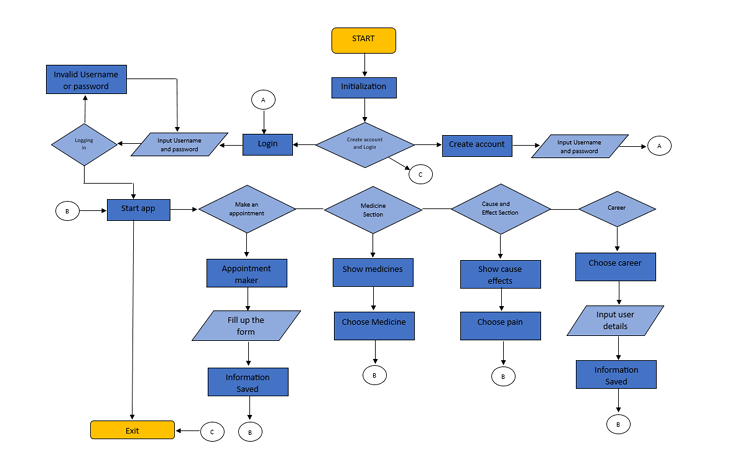 START
Invalid Username
or password
Initialization
A
Logging
in
Input Username
and password
Login
Create account
and Login
Create account
Input Username
and password
A
C
B
Start app
Make an
appointment
Medicine
Section
Cause and
Effect Section
Career
Appointment
maker
Show medicines
Show cause
effects
Choose career
Fill up the
form
Choose Medicine
Choose pain
Input user
details
Information
Saved
B
B
Information
Saved
Exit
C
B
B